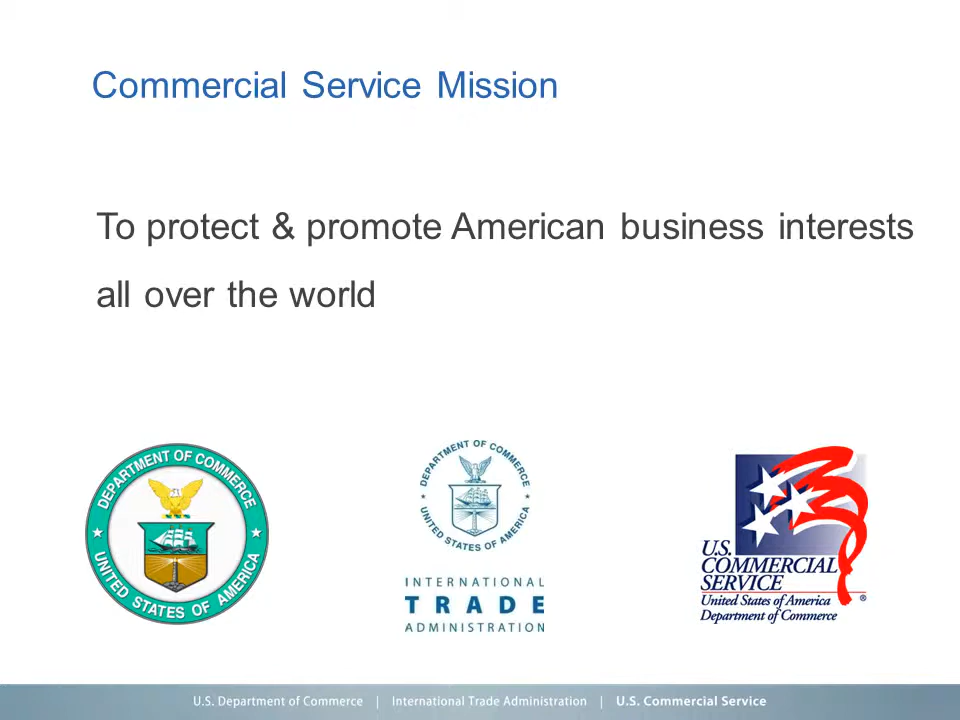 Commercial Service Mission
To protect & promote American business interests
all over the world
DEPARTMENT OF COMMERCE
UNITED STATES OF AMERICA
DEPARTMENT OF COMMERCE
UNITED STATES OF AMERICA
INTERNATIONAL
TRADE
ADMINISTRATION
U.S.
COMMERCIAL
SERVICE
United States of America ®
Department of Commerce
U.S. Department of Commerce | International Trade Administration | U.S. Commercial Service